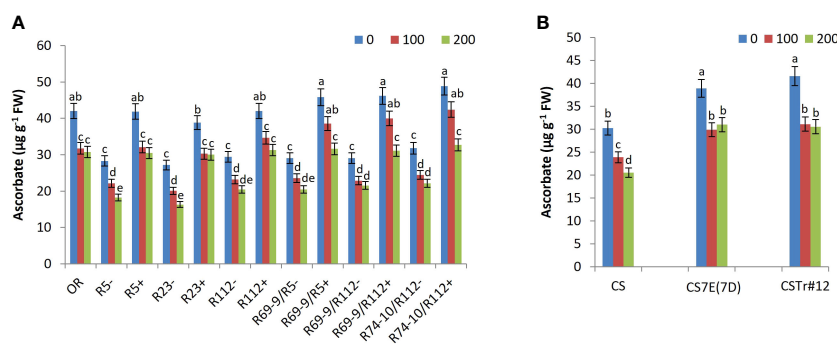 A
Ascorbate (µg g⁻¹ FW)
0 100 200
60
50
40
30
20
10
0
ab c c
c d e
ab c c
c d e
b c c
c d de
ab c c
c d de
a ab c
c d d
a ab c
c d d
a ab c
OR
R5-
R5+
R23-
R23+
R112-
R112+
R69-9/R5-
R69-9/R5+
R69-9/R112-
R69-9/R112+
R74-10/R112-
R74-10/R112+
B
Ascorbate (µg g⁻¹ FW)
0 100 200
50
45
40
35
30
25
20
15
10
5
0
b c d
a b b
a b b
CS
CS7E(7D)
CSTr#12